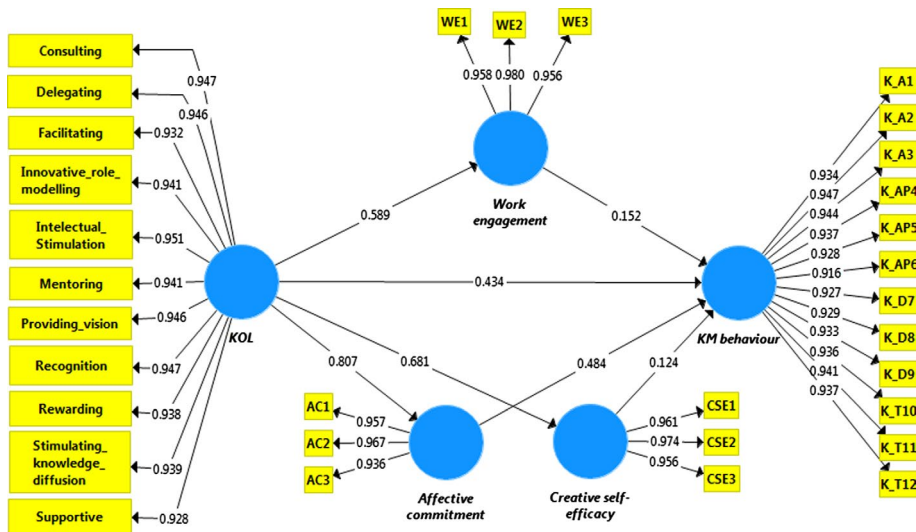 Consulting
Delegating
Facilitating
Innovative_role_
modelling
Intelectual_
Stimulation
Mentoring
Providing_vision
Recognition
Rewarding
Stimulating_
knowledge_
diffusion
Supportive
0.947
0.946
0.932
0.941
0.951
0.941
0.946
0.947
0.938
0.939
0.928
KOL
WE1
WE2
WE3
0.958
0.980
0.956
Work
engagement
0.589
0.152
0.434
0.807
0.681
0.484
0.124
AC1
AC2
AC3
0.957
0.967
0.936
Affective
commitment
CSE1
CSE2
CSE3
0.961
0.974
0.956
Creative self-
efficacy
KM behaviour
0.934
0.947
0.944
0.937
0.928
0.916
0.927
0.929
0.933
0.936
0.941
0.937
K_A1
K_A2
K_A3
K_AP4
K_AP5
K_AP6
K_D7
K_D8
K_D9
K_T10
K_T11
K_T12